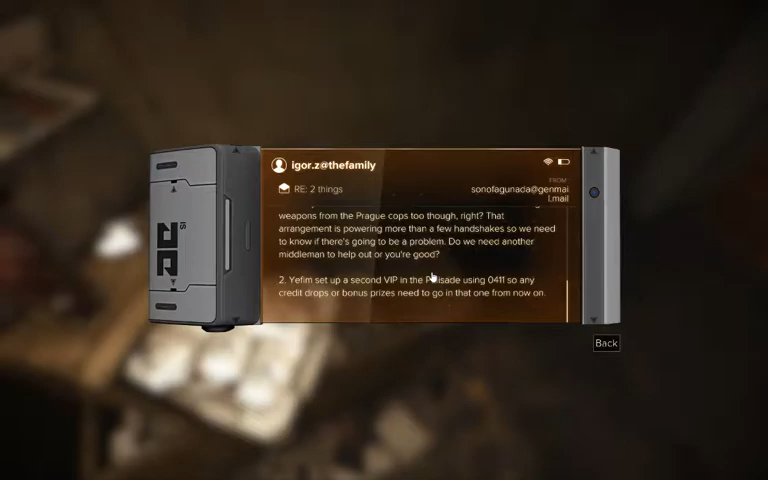 igor.z@thefamily
FROM
RE: 2 things
sonofagunada@genmai
l.mail
weapons from the Prague cops too though, right? That
arrangement is powering more than a few handshakes so we need
to know if there's going to be a problem. Do we need another
middleman to help out or you're good?
2. Yefim set up a second VIP in the Palisade using 0411 so any
credit drops or bonus prizes need to go in that one from now on.
Back